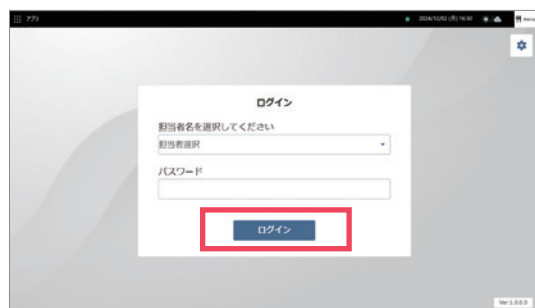 アプリ
2024/12/02 (月) 16:30
ログイン
担当者名を選択してください
担当者選択
パスワード
ログイン
Ver:1.0.0.0